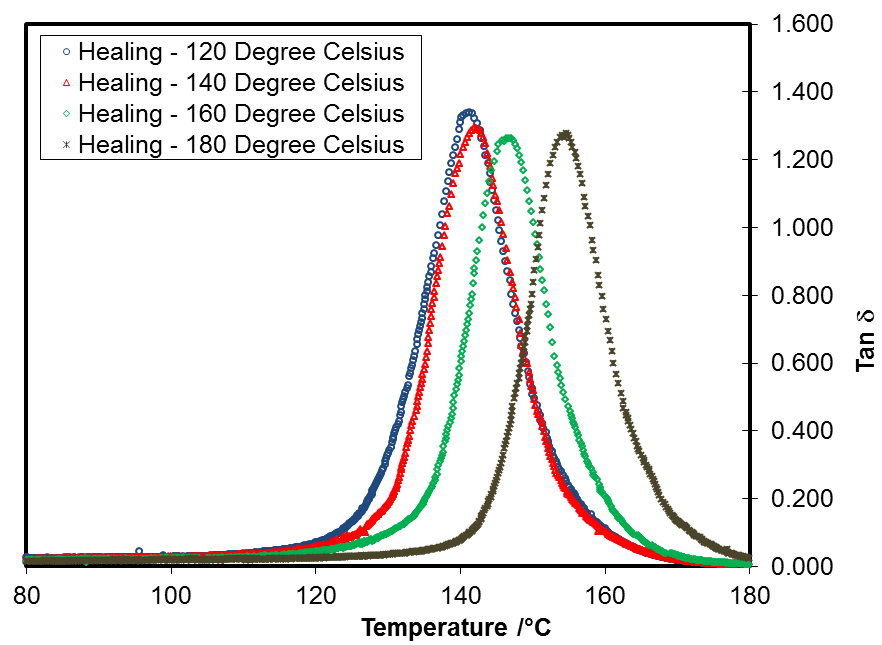 Healing - 120 Degree Celsius
Healing - 140 Degree Celsius
Healing - 160 Degree Celsius
Healing - 180 Degree Celsius
1.600
1.400
1.200
1.000
0.800
0.600
0.400
0.200
0.000
Tan δ
80
100
120
140
160
180
Temperature /°C